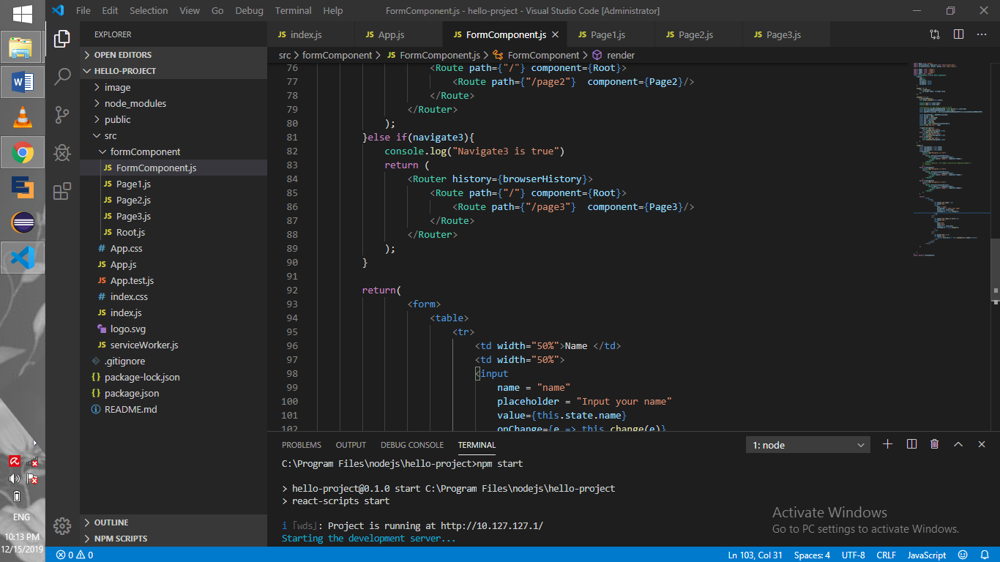 File Edit Selection View Go Debug Terminal Help
FormComponent.js - hello-project - Visual Studio Code [Administrator]
EXPLORER
OPEN EDITORS
HELLO-PROJECT
image
node_modules
public
src
formComponent
JS FormComponent.js
JS Page1.js
JS Page2.js
JS Page3.js
JS Root.js
# App.css
JS App.js
JS App.test.js
# index.css
JS index.js
logo.svg
JS serviceWorker.js
.gitignore
{} package-lock.json
{} package.json
README.md
OUTLINE
NPM SCRIPTS
JS index.js JS App.js JS FormComponent.js JS Page1.js JS Page2.js JS Page3.js
src > formComponent > JS FormComponent.js > FormComponent > render
76 <Route path={"/"} component={Root}>
77 <Route path={"/page2"}  component={Page2}/>
78 </Route>
79 </Router>
80 );
81 }else if(navigate3){
82 console.log("Navigate3 is true")
83 return (
84 <Router history={browserHistory}>
85 <Route path={"/"} component={Root}>
86 <Route path={"/page3"}  component={Page3}/>
87 </Route>
88 </Router>
89 );
90 }
91
92 return(
93 <form>
94 <table>
95 <tr>
96 <td width="50%">Name </td>
97 <td width="50%">
98 <input
99 name = "name"
100 placeholder = "Input your name"
101 value={this.state.name}
102 onChange={e => this.change(e)}
PROBLEMS OUTPUT DEBUG CONSOLE TERMINAL
1: node
C:\Program Files\nodejs\hello-project>npm start
> hello-project@0.1.0 start C:\Program Files\nodejs\hello-project
> react-scripts start
i ｢wds｣: Project is running at http://10.127.127.1/
Starting the development server...
Activate Windows
Go to PC settings to activate Windows.
ENG
10:13 PM
12/15/2019
0 0
Ln 103, Col 31 Spaces: 4 UTF-8 CRLF JavaScript